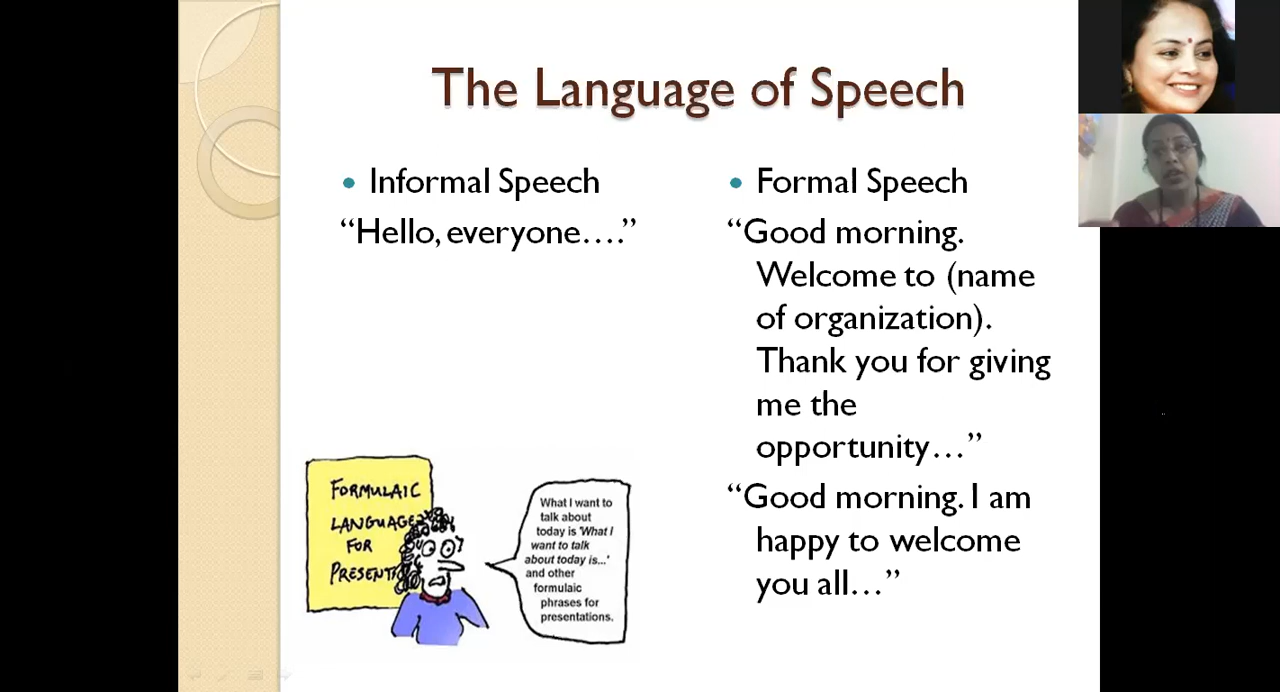 The Language of Speech
• Informal Speech
“Hello, everyone….”
• Formal Speech
“Good morning.
Welcome to (name
of organization).
Thank you for giving
me the
opportunity…”
“Good morning. I am
happy to welcome
you all…”
FORMULAIC
LANGUAGE
FOR
What I want to
talk about
today is 'What I
want to talk
about today is...'
and other
formulaic
phrases for
presentations.